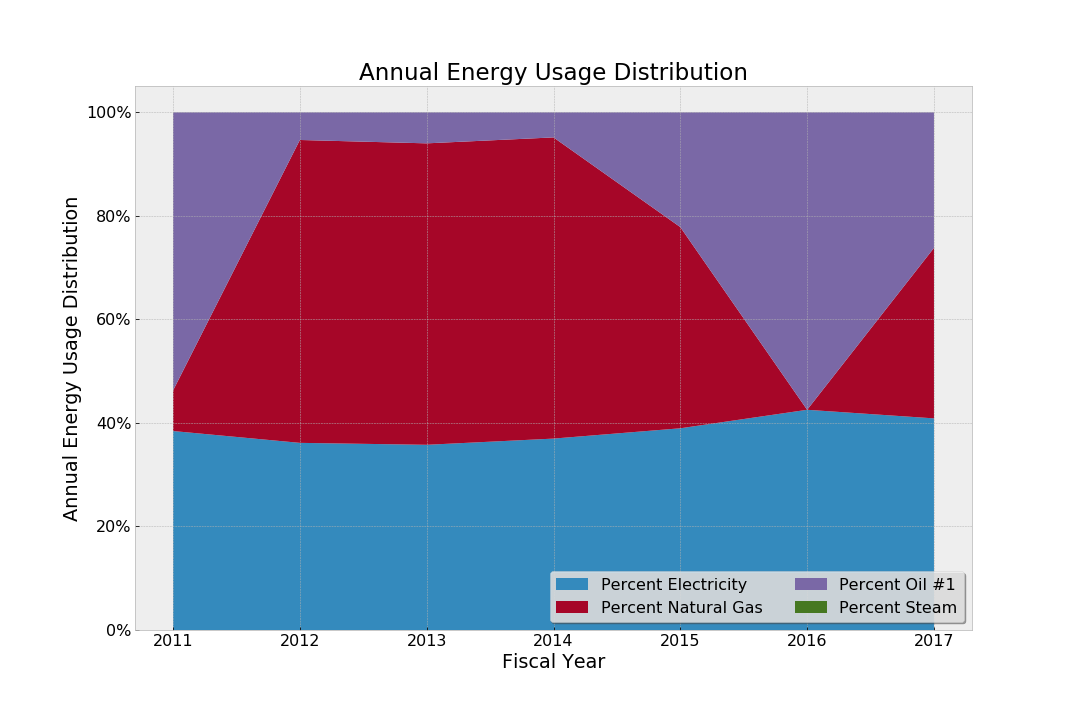 Annual Energy Usage Distribution
Annual Energy Usage Distribution
100%
80%
60%
40%
20%
0%
Percent Electricity Percent Oil #1
Percent Natural Gas Percent Steam
2011 2012 2013 2014 2015 2016 2017
Fiscal Year